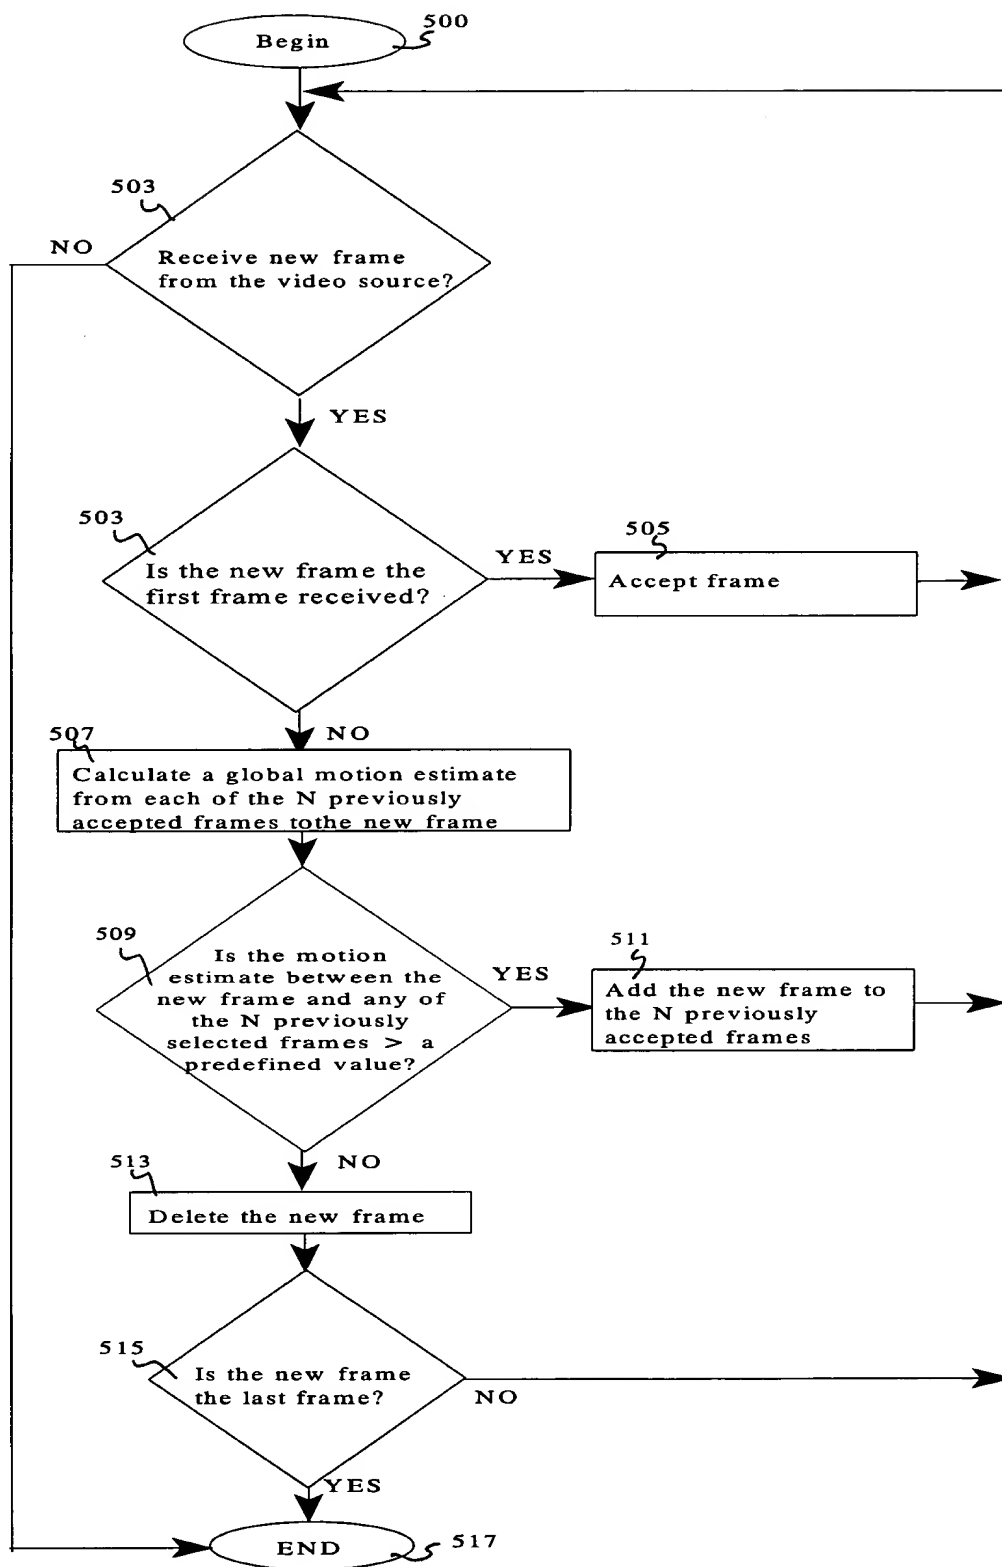 Begin
500
503
NO
Receive new frame
from the video source?
YES
503
Is the new frame the
first frame received?
YES
505
Accept frame
NO
507
Calculate a global motion estimate
from each of the N previously
accepted frames tothe new frame
509
Is the motion
estimate between the
new frame and any of
the N previously
selected frames > a
predefined value?
YES
511
Add the new frame to
the N previously
accepted frames
NO
513
Delete the new frame
515
Is the new frame
the last frame?
NO
YES
END
517